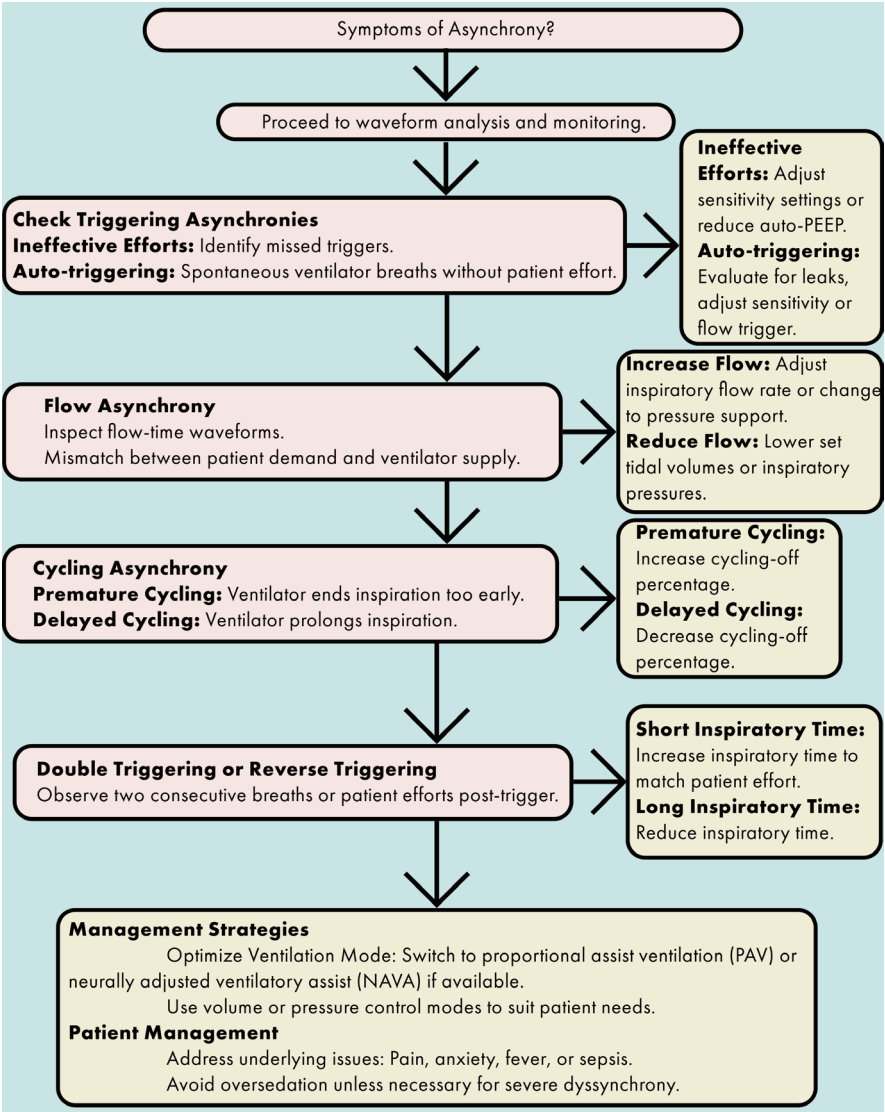 Symptoms of Asynchrony?
Proceed to waveform analysis and monitoring.
Check Triggering Asynchronies
Ineffective Efforts: Identify missed triggers.
Auto-triggering: Spontaneous ventilator breaths without patient effort.
Ineffective
Efforts: Adjust
sensitivity settings or
reduce auto-PEEP.
Auto-triggering:
Evaluate for leaks,
adjust sensitivity or
flow trigger.
Flow Asynchrony
Inspect flow-time waveforms.
Mismatch between patient demand and ventilator supply.
Increase Flow: Adjust
inspiratory flow rate or change
to pressure support.
Reduce Flow: Lower set
tidal volumes or inspiratory
pressures.
Cycling Asynchrony
Premature Cycling: Ventilator ends inspiration too early.
Delayed Cycling: Ventilator prolongs inspiration.
Premature Cycling:
Increase cycling-off
percentage.
Delayed Cycling:
Decrease cycling-off
percentage.
Double Triggering or Reverse Triggering
Observe two consecutive breaths or patient efforts post-trigger.
Short Inspiratory Time:
Increase inspiratory time to
match patient effort.
Long Inspiratory Time:
Reduce inspiratory time.
Management Strategies
Optimize Ventilation Mode: Switch to proportional assist ventilation (PAV) or
neurally adjusted ventilatory assist (NAVA) if available.
Use volume or pressure control modes to suit patient needs.
Patient Management
Address underlying issues: Pain, anxiety, fever, or sepsis.
Avoid oversedation unless necessary for severe dyssynchrony.